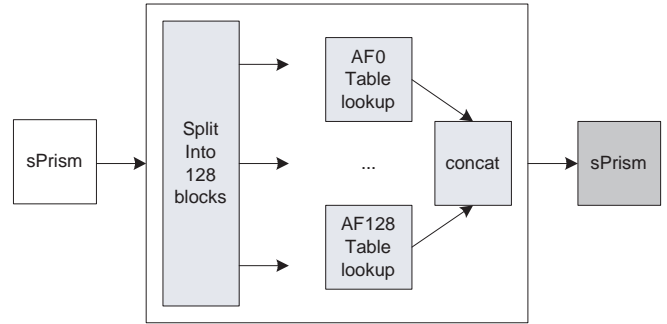 sPrism
Split
Into
128
blocks
AF0
Table
lookup
...
AF128
Table
lookup
concat
sPrism